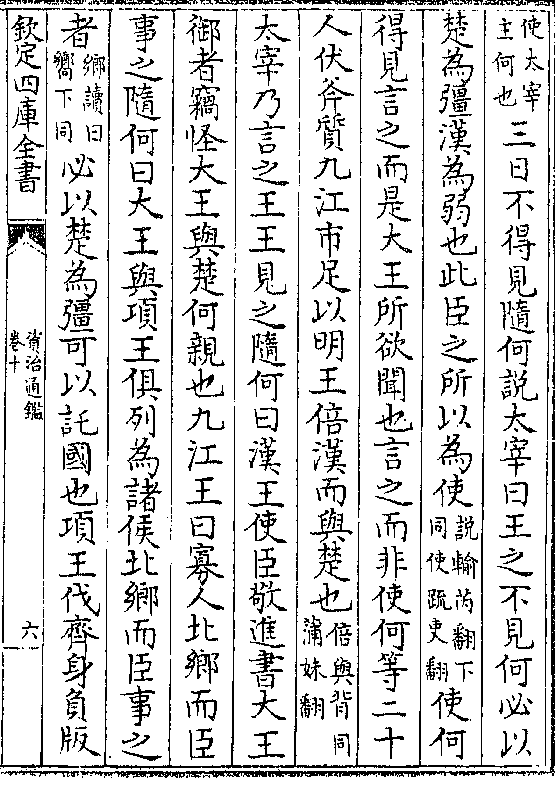 使太宰主何也三日不得見隨何說太宰曰王之不見何必以
楚為彊漢為弱也此臣之所以為使說輸芮翻下同使䟽吏翻使何
得見言之而是大王所欲聞也言之而非使何等二十
人伏斧質九江市足以明王倍漢而與楚也倍與背同蒲妹翻
太宰乃言之王王見之隨何曰漢王使臣敬進書大王
御者竊怪大王與楚何親也九江王曰寡人北鄉而臣
事之隨何曰大王與項王俱列為諸侯北鄉而臣事之
者鄉讀曰嚮下同必以楚為彊可以託國也項王伐齊身負版
欽定四庫全書
資治通鑑
卷十
六